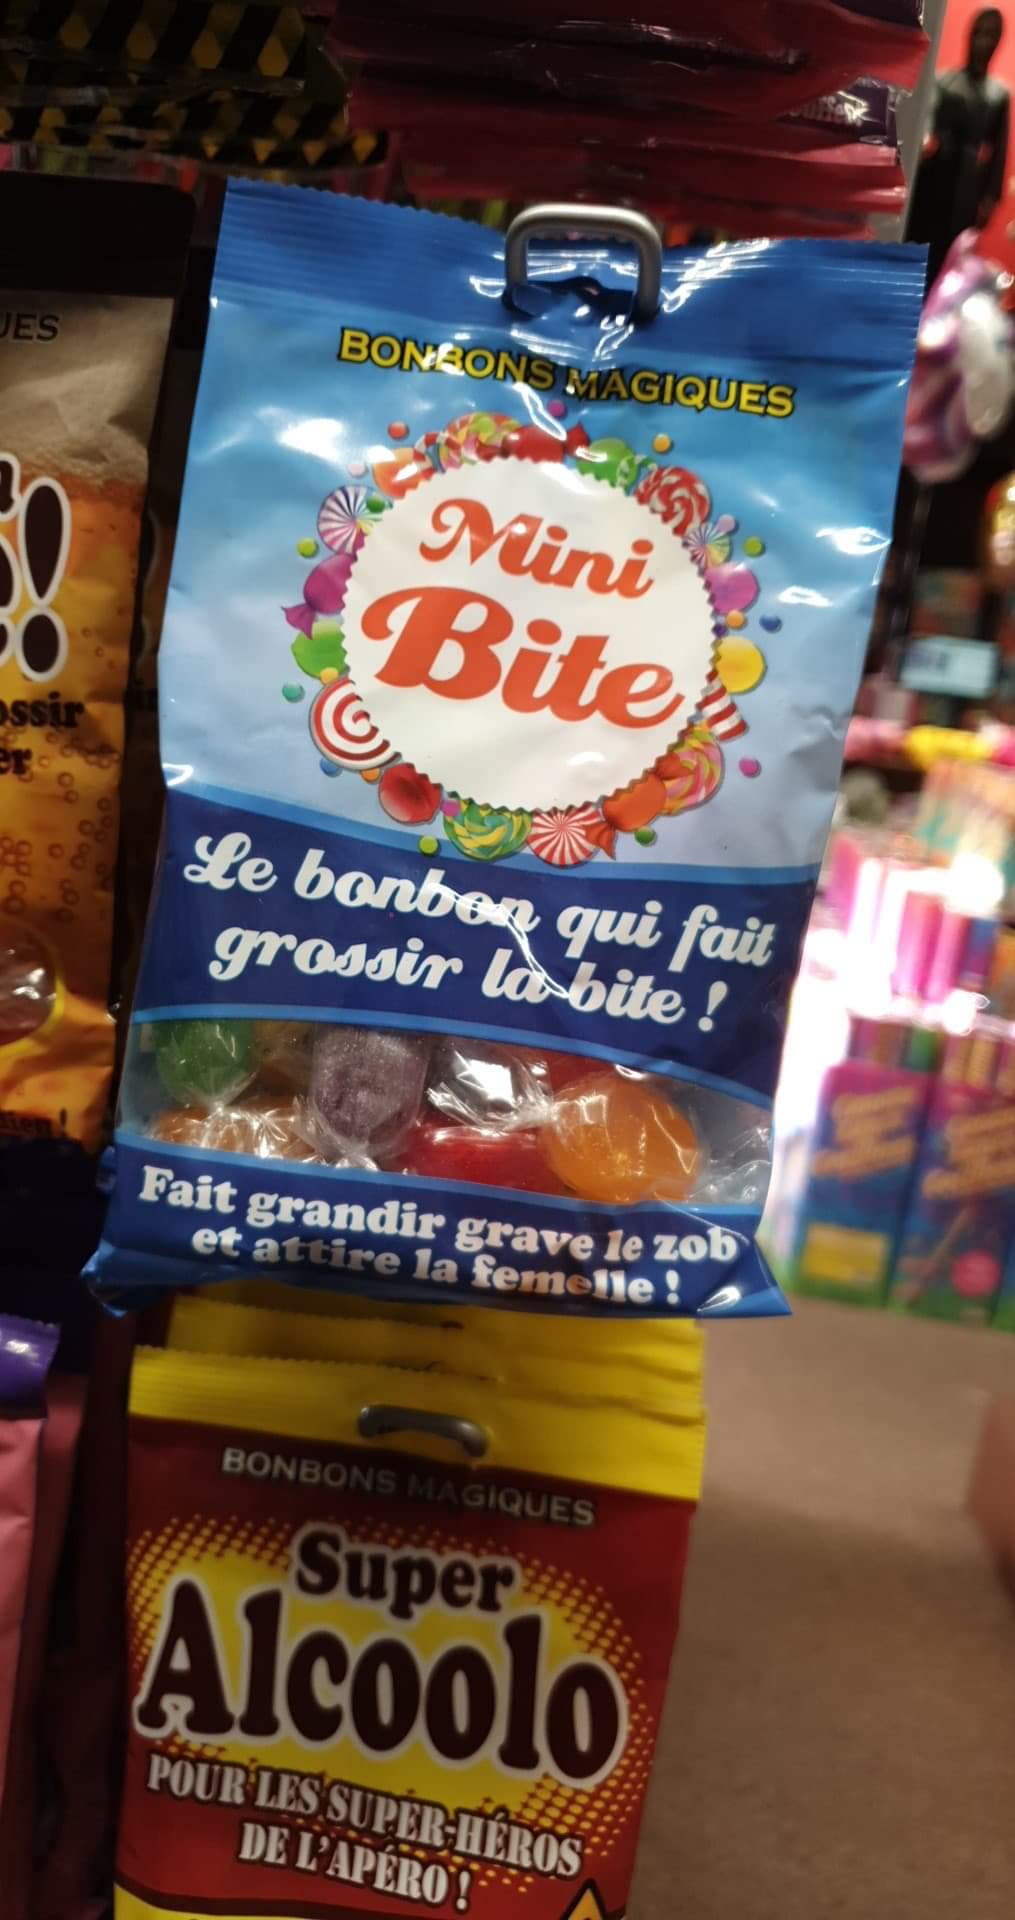 BONBONS MAGIQUES
Mini
Bite
Le bonbon qui fait
grossir la bite !
Fait grandir grave le zob
et attire la femelle !
BONBONS MAGIQUES
Super
Alcoolo
POUR LES SUPER-HÉROS
DE L'APÉRO !